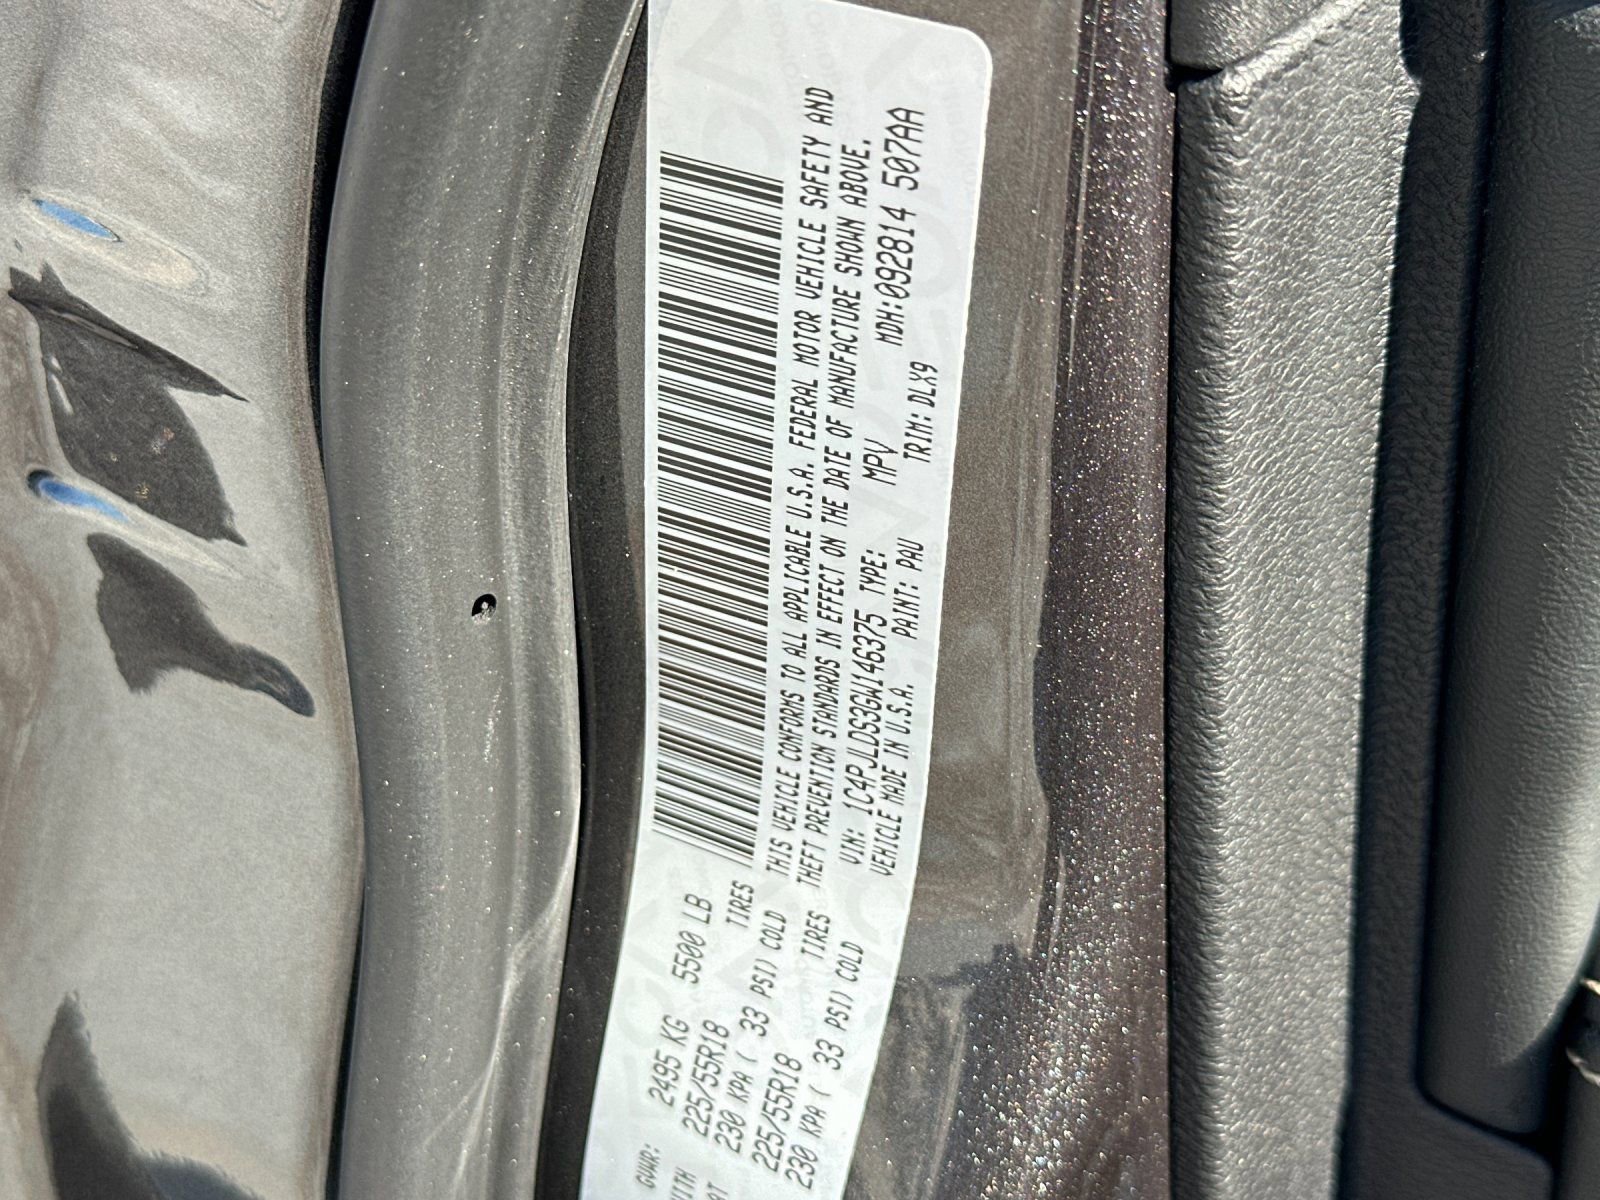 GVWR: 2495 KG 5500 LB
WITH 225/55R18 TIRES
AT 230 KPA ( 33 PSI) COLD
225/55R18 TIRES
230 KPA ( 33 PSI) COLD
THIS VEHICLE CONFORMS TO ALL APPLICABLE U.S.A. FEDERAL MOTOR VEHICLE SAFETY AND
THEFT PREVENTION STANDARDS IN EFFECT ON THE DATE OF MANUFACTURE SHOWN ABOVE.
VIN: 1C4PJLDS3GW146375 TYPE: MPV MDH:092814 507AA
VEHICLE MADE IN U.S.A. PAINT: PAU TRIM: DLX9